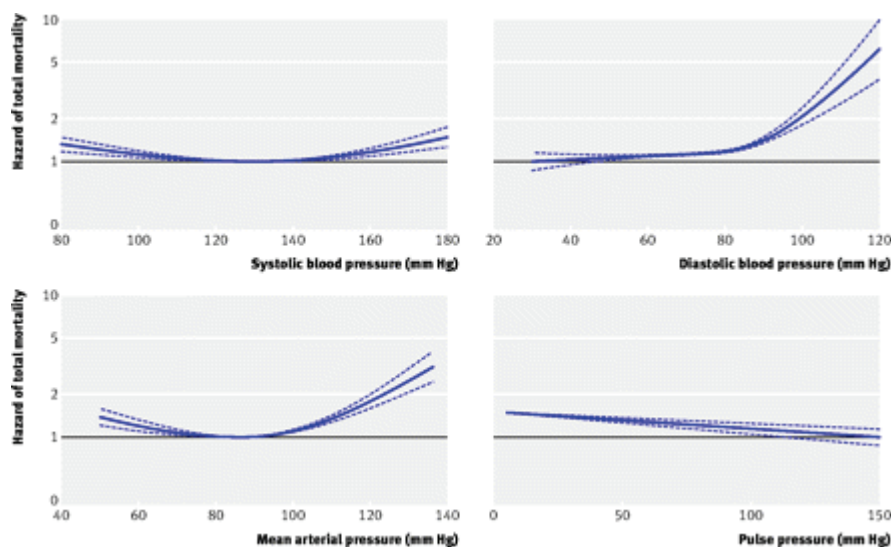 Hazard of total mortality
10
5
2
1
0
80 100 120 140 160 180
Systolic blood pressure (mm Hg)
20 40 60 80 100 120
Diastolic blood pressure (mm Hg)
Hazard of total mortality
10
5
2
1
0
40 60 80 100 120 140
Mean arterial pressure (mm Hg)
0 50 100 150
Pulse pressure (mm Hg)